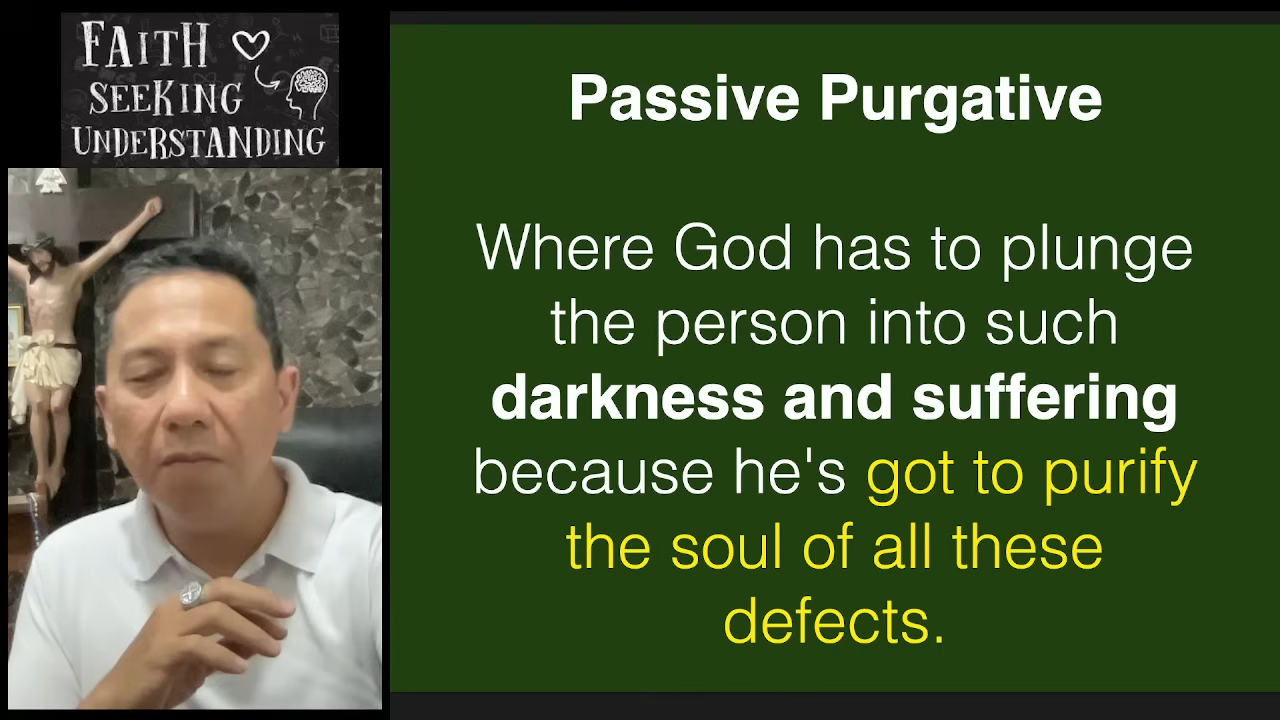 FAITH
SEEKING
UNDERSTANDING
Passive Purgative
Where God has to plunge
the person into such
darkness and suffering
because he's got to purify
the soul of all these
defects.